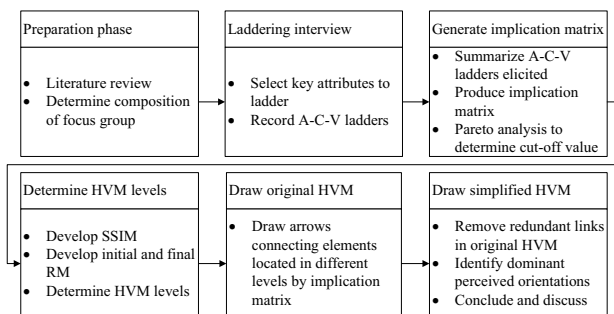 Preparation phase
• Literature review
• Determine composition
of focus group
Laddering interview
• Select key attributes to
ladder
• Record A-C-V ladders
Generate implication matrix
• Summarize A-C-V
ladders elicited
• Produce implication
matrix
• Pareto analysis to
determine cut-off value
Determine HVM levels
• Develop SSIM
• Develop initial and final
RM
• Determine HVM levels
Draw original HVM
• Draw arrows
connecting elements
located in different
levels by implication
matrix
Draw simplified HVM
• Remove redundant links
in original HVM
• Identify dominant
perceived orientations
• Conclude and discuss